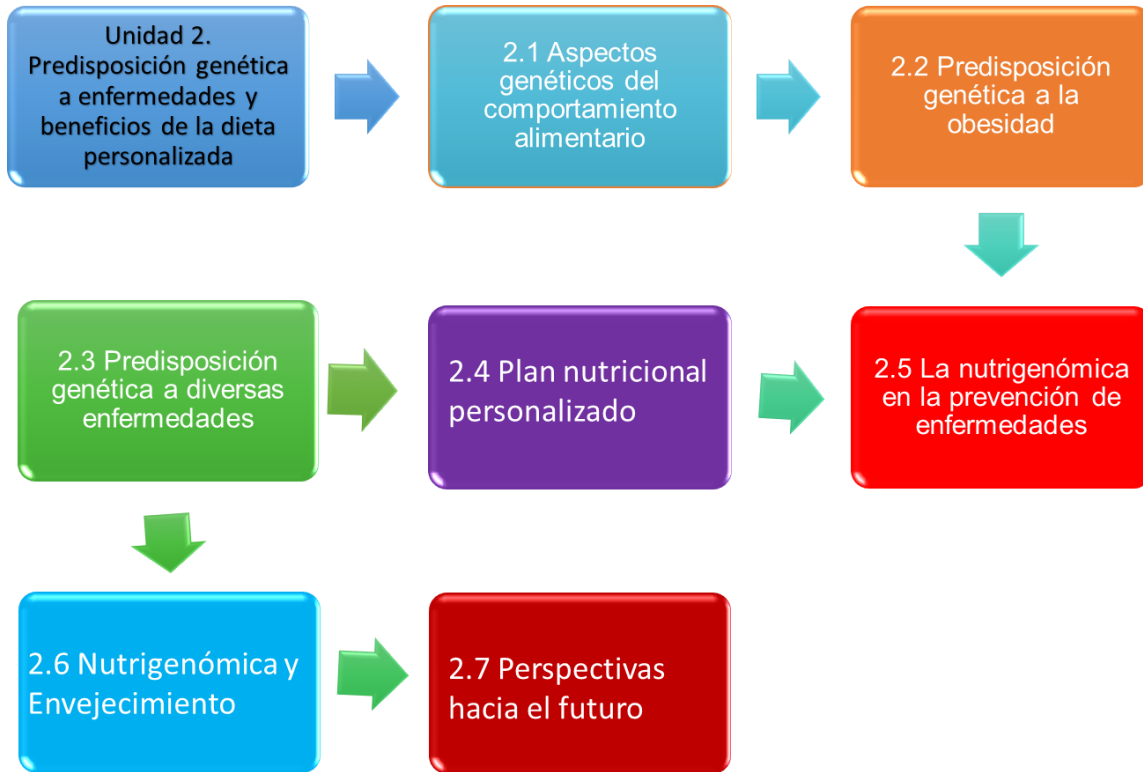 Unidad 2.
Predisposición genética
a enfermedades y
beneficios de la dieta
personalizada
2.1 Aspectos
genéticos del
comportamiento
alimentario
2.2 Predisposición
genética a la
obesidad
2.3 Predisposición
genética a diversas
enfermedades
2.4 Plan nutricional
personalizado
2.5 La nutrigenómica
en la prevención de
enfermedades
2.6 Nutrigenómica y
Envejecimiento
2.7 Perspectivas
hacia el futuro